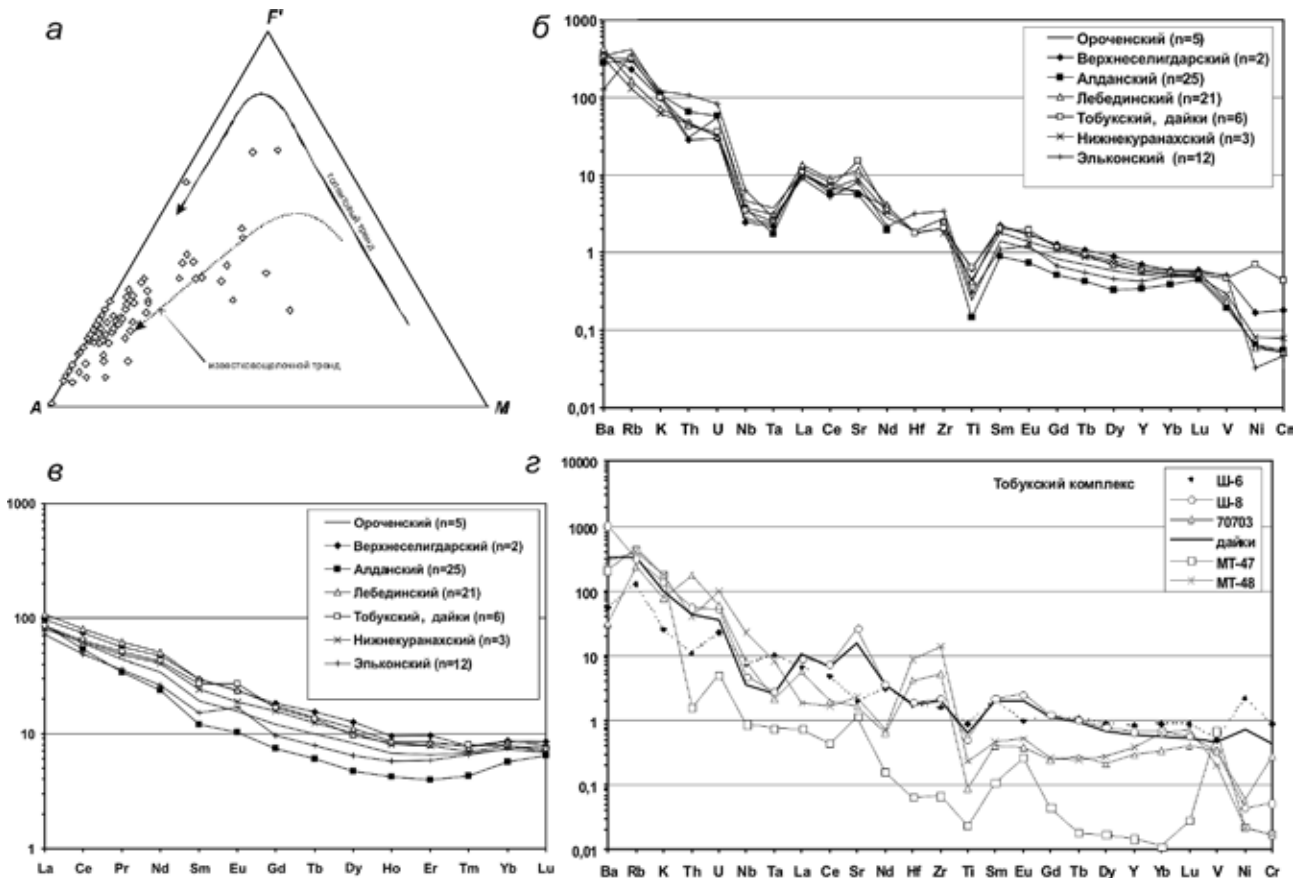 а
F'
толеитовый тренд
известковощелочной тренд
A
M
б
1000
100
10
1
0,1
0,01
Ороченский (n=5)
Верхнеселигдарский (n=2)
Алданский (n=25)
Лебединский (n=21)
Тобукский, дайки (n=6)
Нижнекуранахский (n=3)
Эльконский (n=12)
Ba Rb K Th U Nb Ta La Ce Sr Nd Hf Zr Ti Sm Eu Gd Tb Dy Y Yb Lu V Ni Cr
в
1000
100
10
1
Ороченский (n=5)
Верхнеселигдарский (n=2)
Алданский (n=25)
Лебединский (n=21)
Тобукский, дайки (n=6)
Нижнекуранахский (n=3)
Эльконский (n=12)
La Ce Pr Nd Sm Eu Gd Tb Dy Ho Er Tm Yb Lu
г
10000
1000
100
10
1
0,1
0,01
Тобукский комплекс
Ш-6
Ш-8
70703
дайки
МТ-47
МТ-48
Ba Rb K Th U Nb Ta La Ce Sr Nd Hf Zr Ti Sm Eu Gd Tb Dy Y Yb Lu V Ni Cr